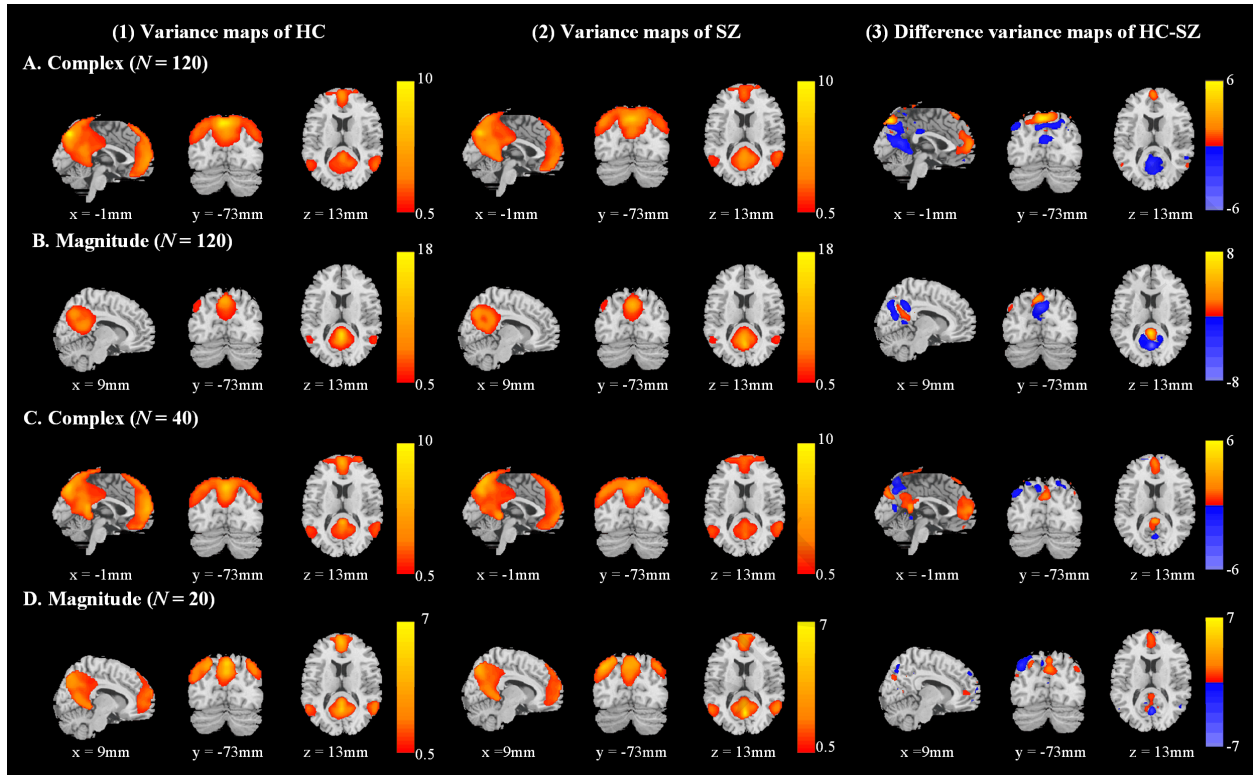 (1) Variance maps of HC (2) Variance maps of SZ (3) Difference variance maps of HC-SZ
A. Complex (N = 120)
10 10 6
0.5 0.5 -6
x = -1mm y = -73mm z = 13mm x = -1mm y = -73mm z = 13mm x = -1mm y = -73mm z = 13mm
B. Magnitude (N = 120)
18 18 8
0.5 0.5 -8
x = 9mm y = -73mm z = 13mm x = 9mm y = -73mm z = 13mm x = 9mm y = -73mm z = 13mm
C. Complex (N = 40)
10 10 6
0.5 0.5 -6
x = -1mm y = -73mm z = 13mm x = -1mm y = -73mm z = 13mm x = -1mm y = -73mm z = 13mm
D. Magnitude (N = 20)
7 7 7
0.5 0.5 -7
x = 9mm y = -73mm z = 13mm x =9mm y = -73mm z = 13mm x =9mm y = -73mm z = 13mm